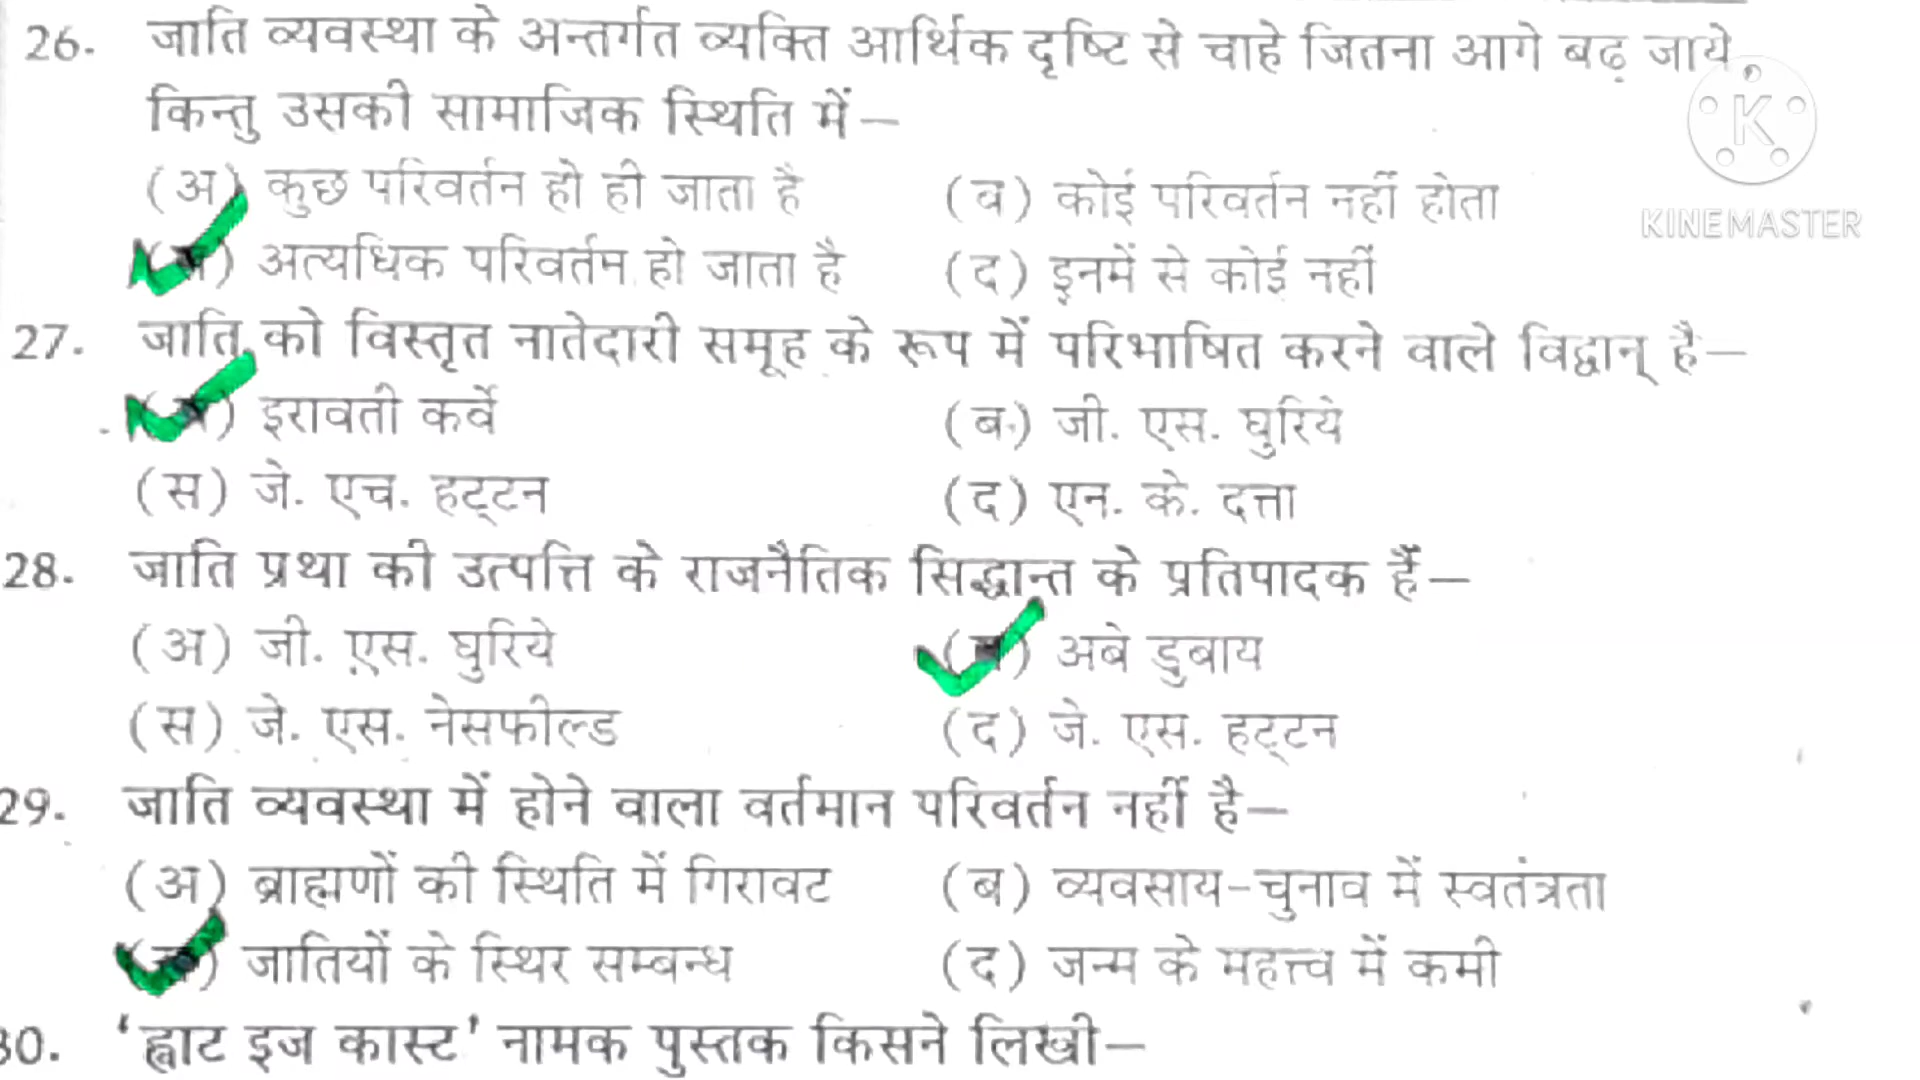 26. जाति व्यवस्था के अन्तर्गत व्यक्ति आर्थिक दृष्टि से चाहे जितना आगे बढ़ जाये,
किन्तु उसकी सामाजिक स्थिति में–
(अ) कुछ परिवर्तन हो ही जाता है (ब) कोई परिवर्तन नहीं होता
अत्यधिक परिवर्तन हो जाता है (द) इनमें से कोई नहीं
K
KINEMASTER
27. जाति को विस्तृत नातेदारी समूह के रूप में परिभाषित करने वाले विद्वान् है–
इरावती कर्वे (ब) जी. एस. घुरिये
(स) जे. एच. हट्टन (द) एन. के. दत्ता
28. जाति प्रथा की उत्पत्ति के राजनैतिक सिद्धान्त के प्रतिपादक हैं–
(अ) जी. एस. घुरिये अबे डुबाय
(स) जे. एस. नेसफील्ड (द) जे. एस. हट्टन
29. जाति व्यवस्था में होने वाला वर्तमान परिवर्तन नहीं है–
(अ) ब्राह्मणों की स्थिति में गिरावट (ब) व्यवसाय-चुनाव में स्वतंत्रता
जातियों के स्थिर सम्बन्ध (द) जन्म के महत्त्व में कमी
30. 'ह्वाट इज कास्ट' नामक पुस्तक किसने लिखी–